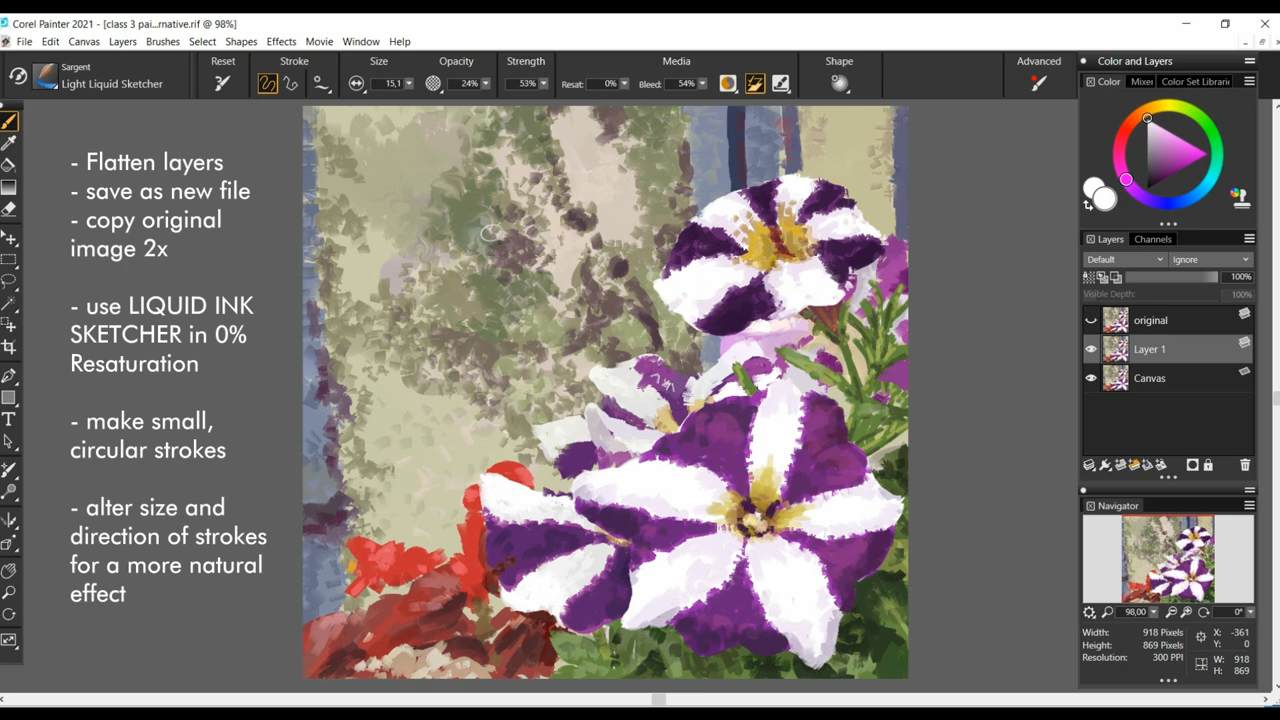 Corel Painter 2021 - [class 3 pai...rnative.rif @ 98%]
File Edit Canvas Layers Brushes Select Shapes Effects Movie Window Help
Sargent
Light Liquid Sketcher
Reset
Stroke
Size
15,1
Opacity
24%
Strength
53%
Media
Resat: 0%
Bleed: 54%
Shape
Advanced
- Flatten layers
- save as new file
- copy original
image 2x
- use LIQUID INK
SKETCHER in 0%
Resaturation
- make small,
circular strokes
- alter size and
direction of strokes
for a more natural
effect
Color and Layers
Color Mixer Color Set Libraries
Layers Channels
Default Ignore
100%
Visible Depth: 100%
original
Layer 1
Canvas
Navigator
98,00 0°
Width: 918 Pixels
Height: 869 Pixels
Resolution: 300 PPI
X: -361
Y: 0
W: 918
H: 869